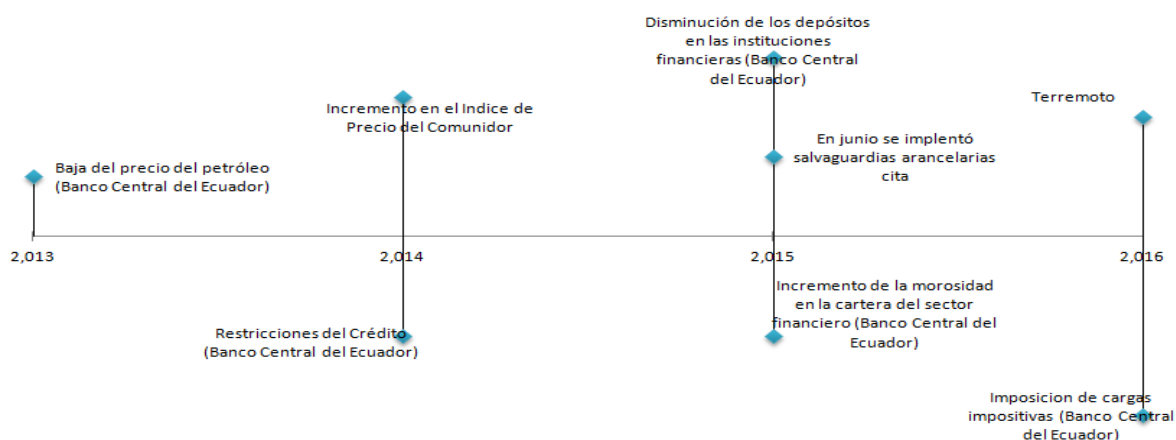 Disminución de los depósitos
en las instituciones
financieras (Banco Central
del Ecuador)
Terremoto
Incremento en el Indice de
Precio del Comunidor
En junio se implentó
salvaguardias arancelarias
cita
Baja del precio del petróleo
(Banco Central del Ecuador)
2,013
2,014
2,015
2,016
Incremento de la morosidad
en la cartera del sector
financiero (Banco Central del
Ecuador)
Restricciones del Crédito
(Banco Central del Ecuador)
Imposicion de cargas
impositivas (Banco Central
del Ecuador)